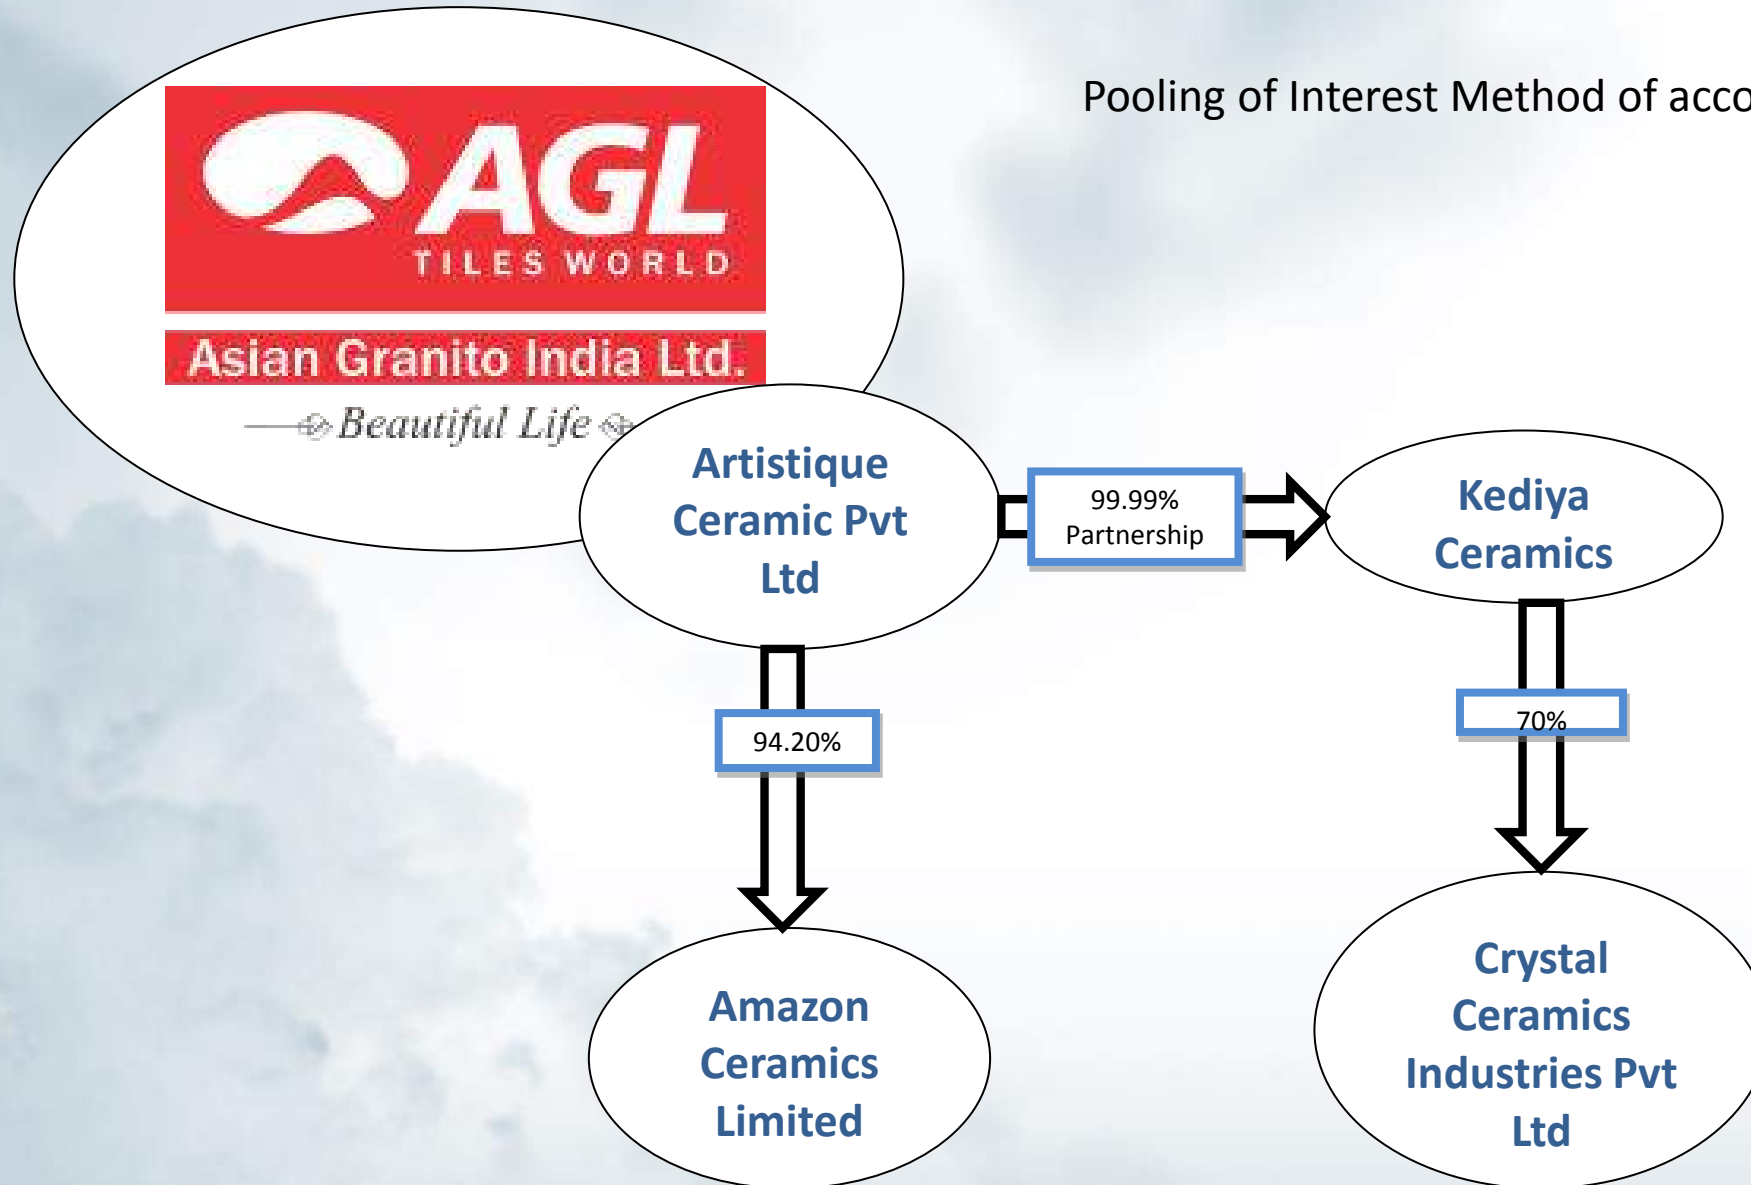 AGL
TILES WORLD
Asian Granito India Ltd.
Beautiful Life
Pooling of Interest Method of acco
Artistique
Ceramic Pvt
Ltd
99.99%
Partnership
Kediya
Ceramics
94.20%
70%
Amazon
Ceramics
Limited
Crystal
Ceramics
Industries Pvt
Ltd